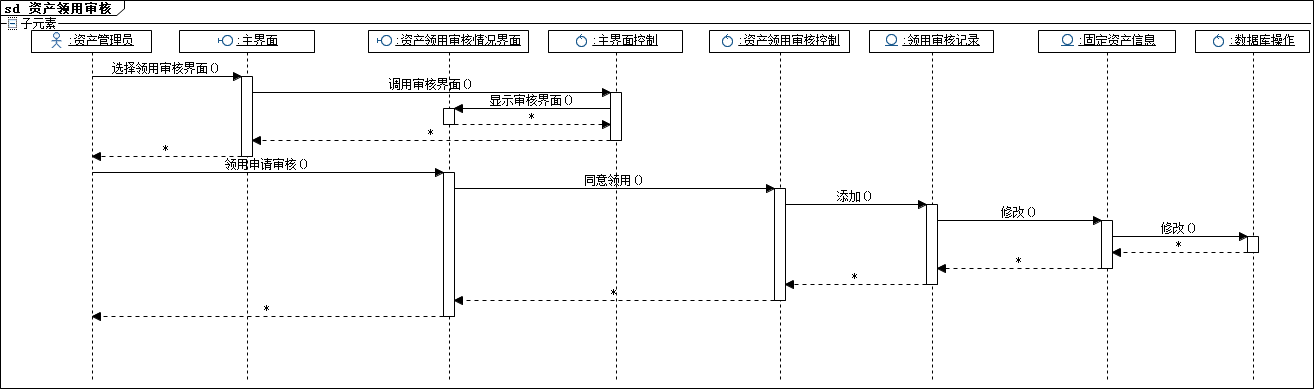 sd 资产领用审核
子元素
:资产管理员
:主界面
:资产领用审核情况界面
:主界面控制
:资产领用审核控制
:领用审核记录
:固定资产信息
:数据库操作
选择领用审核界面()
调用审核界面()
显示审核界面()
*
*
*
领用申请审核()
同意领用()
添加()
修改()
修改()
*
*
*
*
*